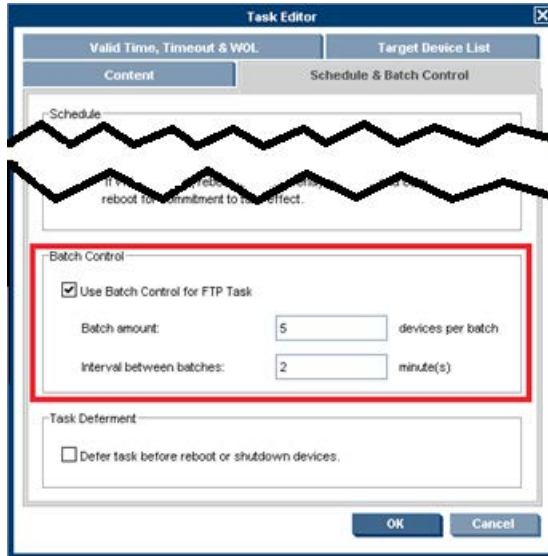 Task Editor
Valid Time, Timeout & WOL
Target Device List
Content
Schedule & Batch Control
Schedule
reboot for commitment to take effect.
Batch Control
Use Batch Control for FTP Task
Batch amount: 5 devices per batch
Interval between batches: 2 minute(s)
Task Deferment
Defer task before reboot or shutdown devices.
OK Cancel